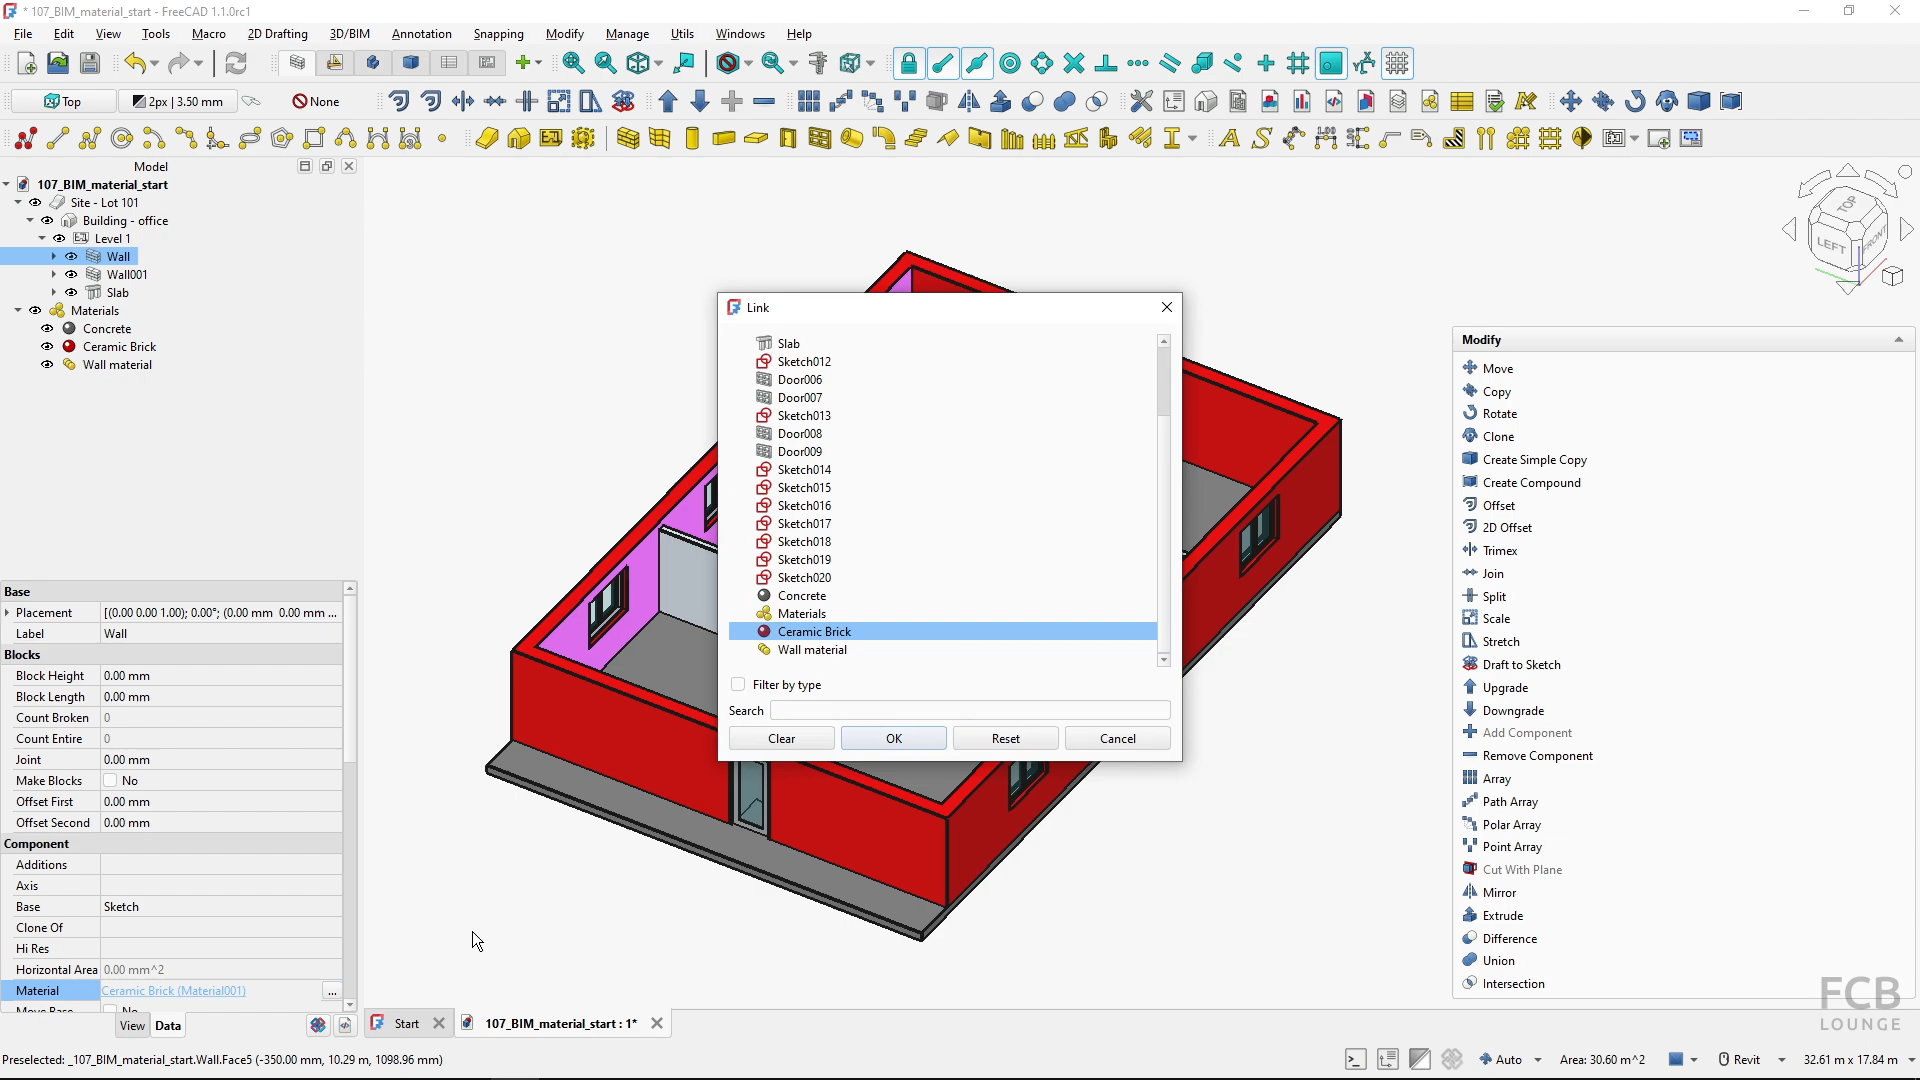 * 107_BIM_material_start - FreeCAD 1.1.0rc1
File Edit View Tools Macro 2D Drafting 3D/BIM Annotation Snapping Modify Manage Utils Windows Help
Top 2px | 3.50 mm None
Model
107_BIM_material_start
Site - Lot 101
Building - office
Level 1
Wall
Wall001
Slab
Materials
Concrete
Ceramic Brick
Wall material
Base
Placement [(0.00 0.00 1.00); 0.00°; (0.00 mm 0.00 mm ...
Label Wall
Blocks
Block Height 0.00 mm
Block Length 0.00 mm
Count Broken 0
Count Entire 0
Joint 0.00 mm
Make Blocks No
Offset First 0.00 mm
Offset Second 0.00 mm
Component
Additions
Axis
Base Sketch
Clone Of
Hi Res
Horizontal Area 0.00 mm^2
Material Ceramic Brick (Material001) ...
View Data
Link
Slab
Sketch012
Door006
Door007
Sketch013
Door008
Door009
Sketch014
Sketch015
Sketch016
Sketch017
Sketch018
Sketch019
Sketch020
Concrete
Materials
Ceramic Brick
Wall material
Filter by type
Search
Clear OK Reset Cancel
TOP
LEFT FRONT
Modify
Move
Copy
Rotate
Clone
Create Simple Copy
Create Compound
Offset
2D Offset
Trimex
Join
Split
Scale
Stretch
Draft to Sketch
Upgrade
Downgrade
Add Component
Remove Component
Array
Path Array
Polar Array
Point Array
Cut With Plane
Mirror
Extrude
Difference
Union
Intersection
FCB
LOUNGE
Start 107_BIM_material_start : 1*
Preselected: _107_BIM_material_start.Wall.Face5 (-350.00 mm, 10.29 m, 1098.96 mm)
Auto Area: 30.60 m^2 Revit 32.61 m x 17.84 m